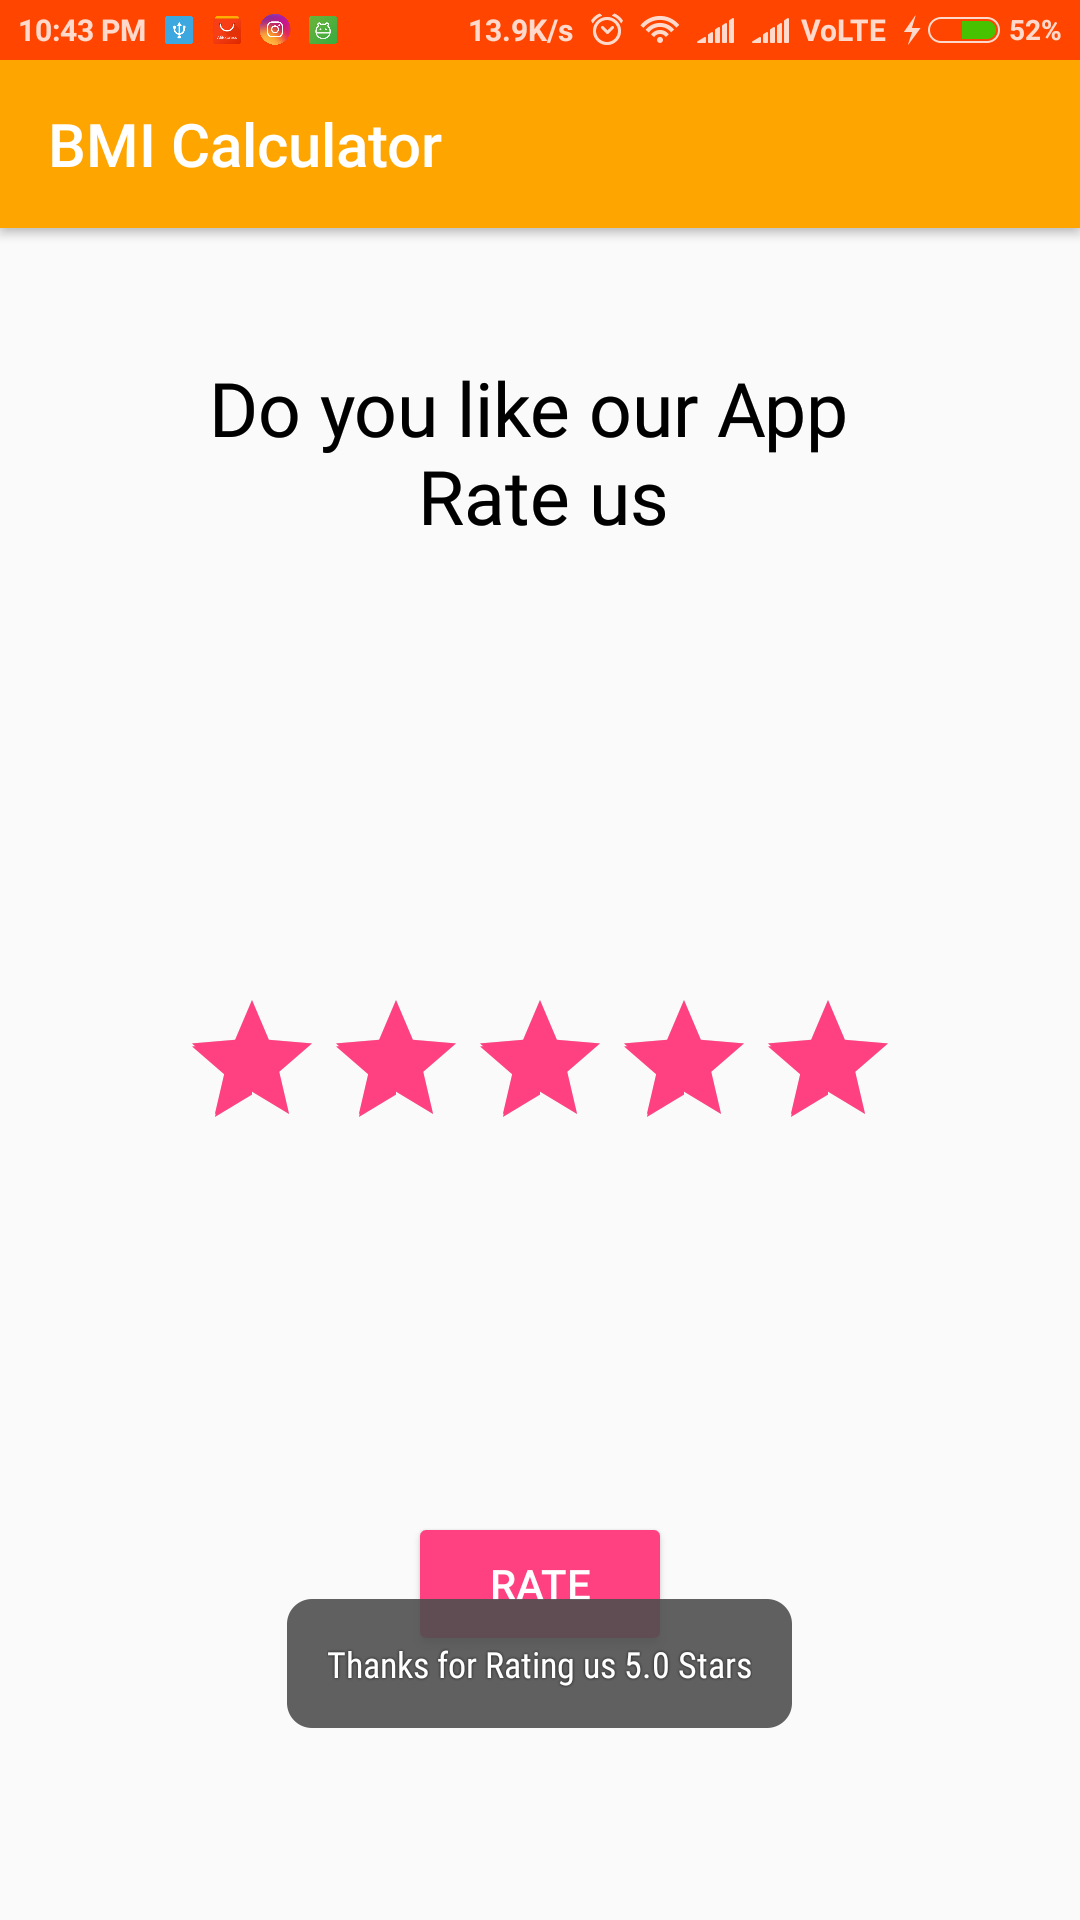 10:43 PM 13.9K/s VoLTE 52%
BMI Calculator
Do you like our App
Rate us
RATE
Thanks for Rating us 5.0 Stars